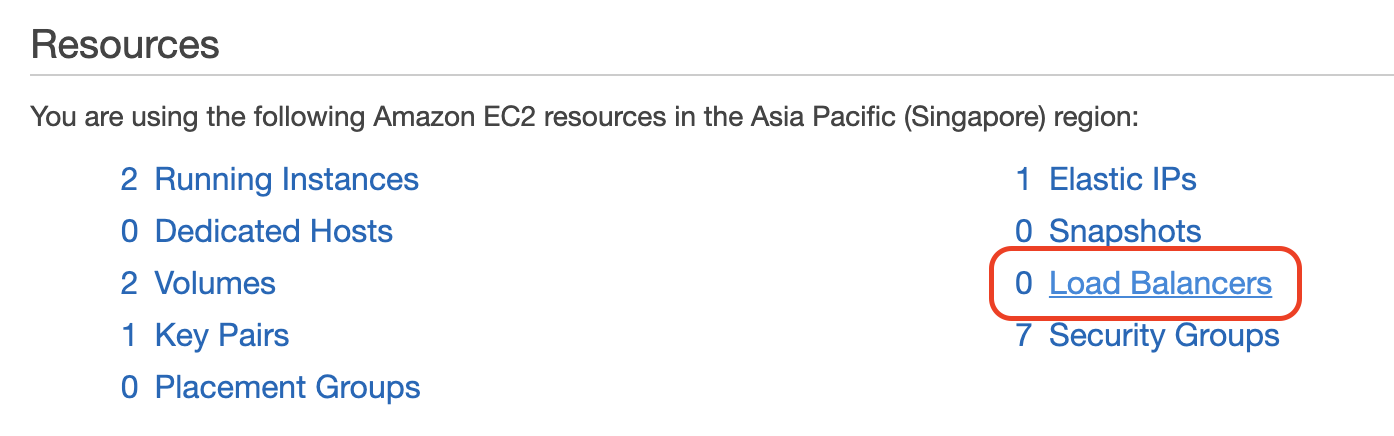 Resources
You are using the following Amazon EC2 resources in the Asia Pacific (Singapore) region:
2 Running Instances
0 Dedicated Hosts
2 Volumes
1 Key Pairs
0 Placement Groups
1 Elastic IPs
0 Snapshots
0 Load Balancers
7 Security Groups